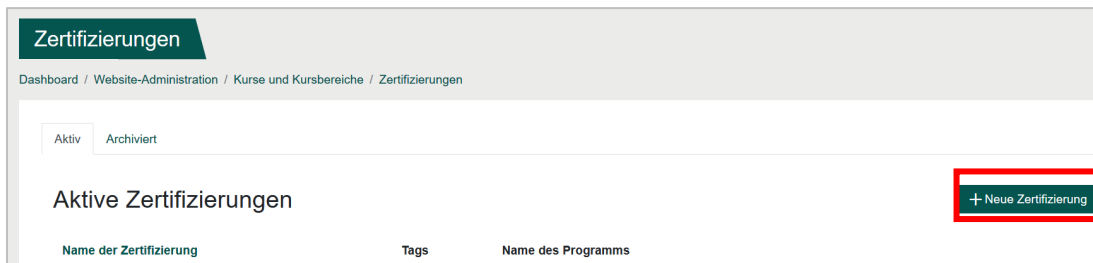 Zertifizierungen
Dashboard / Website-Administration / Kurse und Kursbereiche / Zertifizierungen
Aktiv Archiviert
Aktive Zertifizierungen
+ Neue Zertifizierung
Name der Zertifizierung Tags Name des Programms